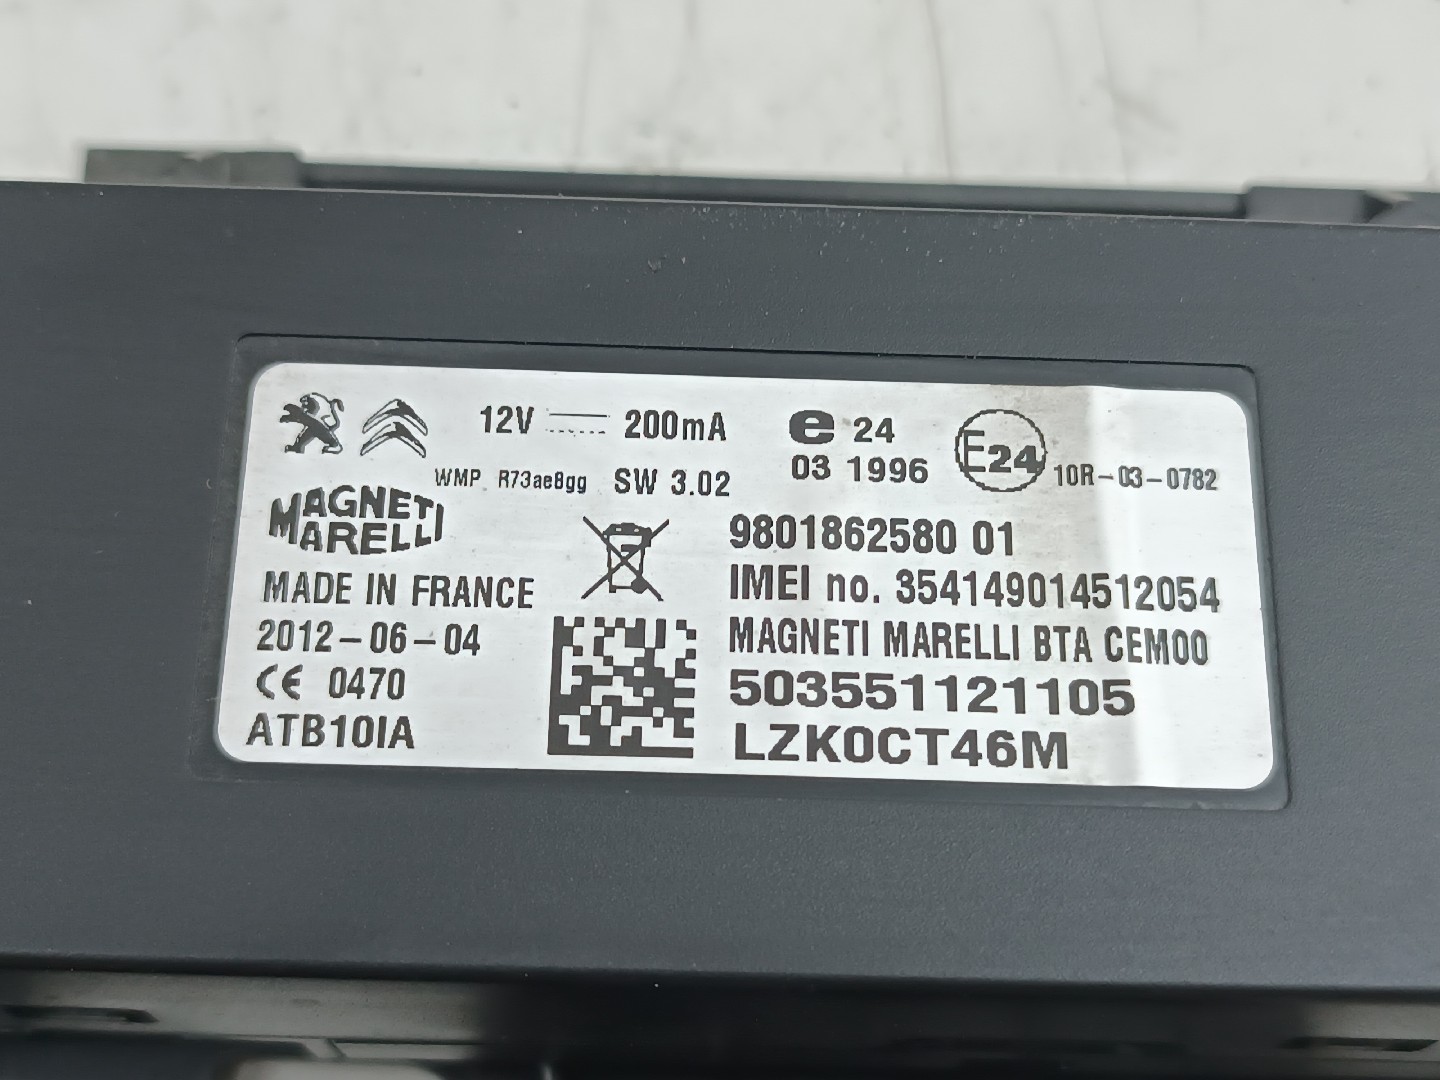 12V 200mA
WMP R73ae8gg SW 3.02
MAGNETI
MARELLI
MADE IN FRANCE
2012-06-04
CE 0470
ATB10IA
e 24
03 1996
E24 10R-03-0782
9801862580 01
IMEI no. 354149014512054
MAGNETI MARELLI BTA CEM00
503551121105
LZK0CT46M